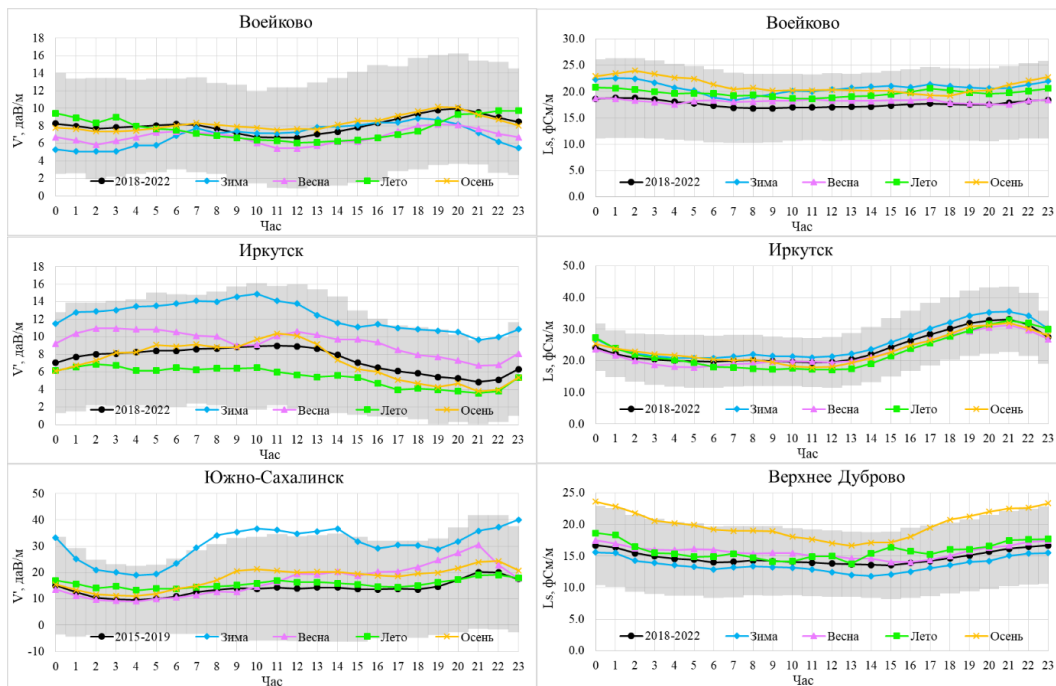 Воейково
V', даВ/м
18
16
14
12
10
8
6
4
2
0
2018-2022 Зима Весна Лето Осень
0 1 2 3 4 5 6 7 8 9 10 11 12 13 14 15 16 17 18 19 20 21 22 23
Час
Воейково
Ls, фСм/м
30.0
25.0
20.0
15.0
10.0
5.0
0.0
2018-2022 Зима Весна Лето Осень
0 1 2 3 4 5 6 7 8 9 10 11 12 13 14 15 16 17 18 19 20 21 22 23
Час
Иркутск
V', даВ/м
18
16
14
12
10
8
6
4
2
0
2018-2022 Зима Весна Лето Осень
0 1 2 3 4 5 6 7 8 9 10 11 12 13 14 15 16 17 18 19 20 21 22 23
Час
Иркутск
Ls, фСм/м
50.0
40.0
30.0
20.0
10.0
0.0
2018-2022 Зима Весна Лето Осень
0 1 2 3 4 5 6 7 8 9 10 11 12 13 14 15 16 17 18 19 20 21 22 23
Час
Южно-Сахалинск
V', даВ/м
50
40
30
20
10
0
-10
2015-2019 Зима Весна Лето Осень
0 1 2 3 4 5 6 7 8 9 10 11 12 13 14 15 16 17 18 19 20 21 22 23
Час
Верхнее Дуброво
Ls, фСм/м
25.0
20.0
15.0
10.0
5.0
0.0
2018-2022 Зима Весна Лето Осень
0 1 2 3 4 5 6 7 8 9 10 11 12 13 14 15 16 17 18 19 20 21 22 23
Час